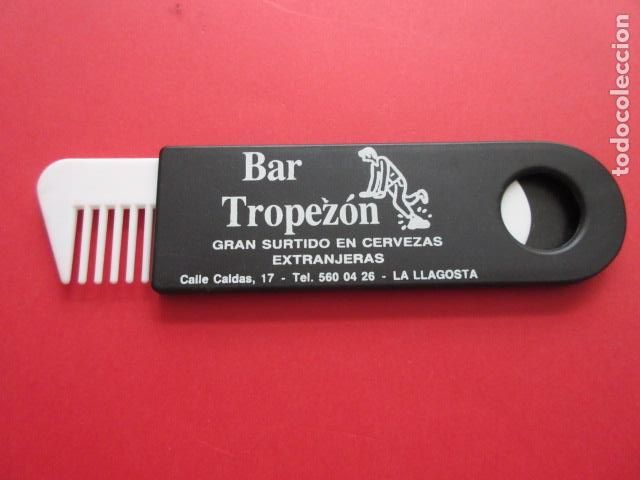 Bar
Tropezón
GRAN SURTIDO EN CERVEZAS
EXTRANJERAS
Calle Caldas, 17 - Tel. 560 04 26 - LA LLAGOSTA
todocoleccion